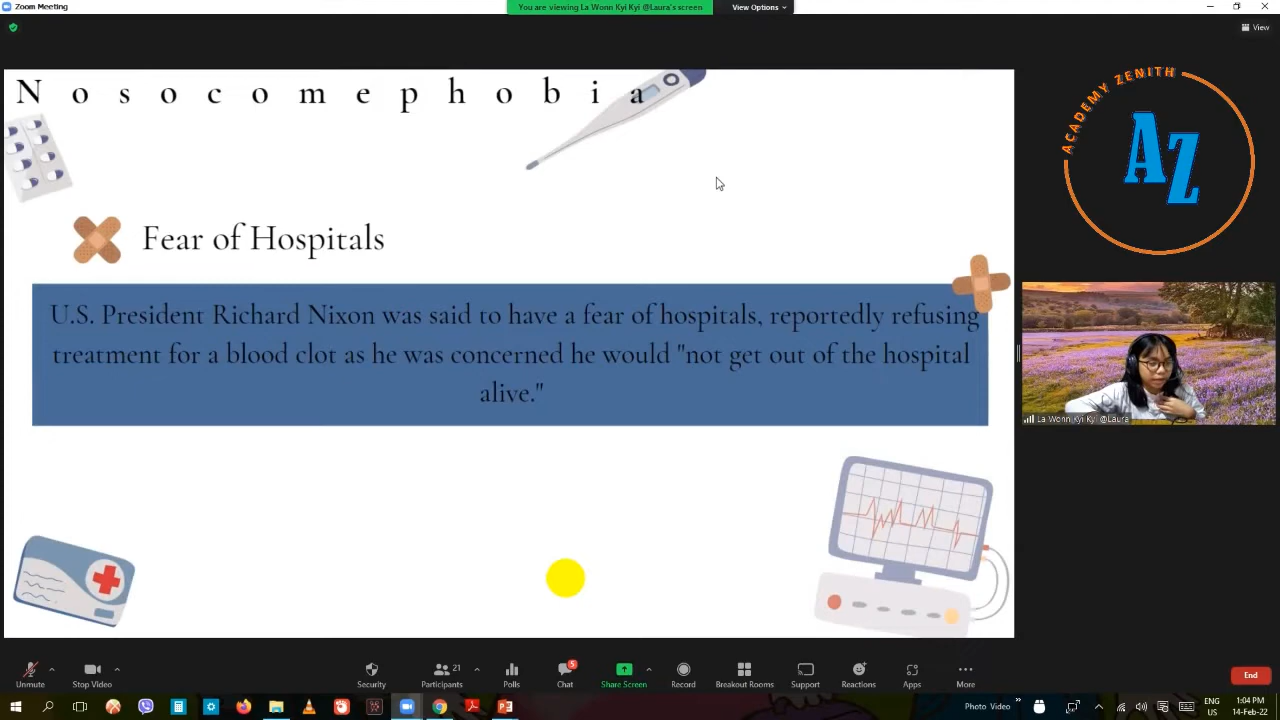 Zoom Meeting
You are viewing La Wonn Kyi Kyi @Laura's screen
View Options
View
Nosocomephobia
ACADEMY ZENITH
AZ
Fear of Hospitals
U.S. President Richard Nixon was said to have a fear of hospitals, reportedly refusing
treatment for a blood clot as he was concerned he would "not get out of the hospital
alive."
La Wonn Kyi Kyi @Laura
Unmute
Stop Video
Security
Participants
21
Polls
Chat
5
Share Screen
Record
Breakout Rooms
Support
Reactions
Apps
More
End
Photo Video
ENG
US
1:04 PM
14-Feb-22